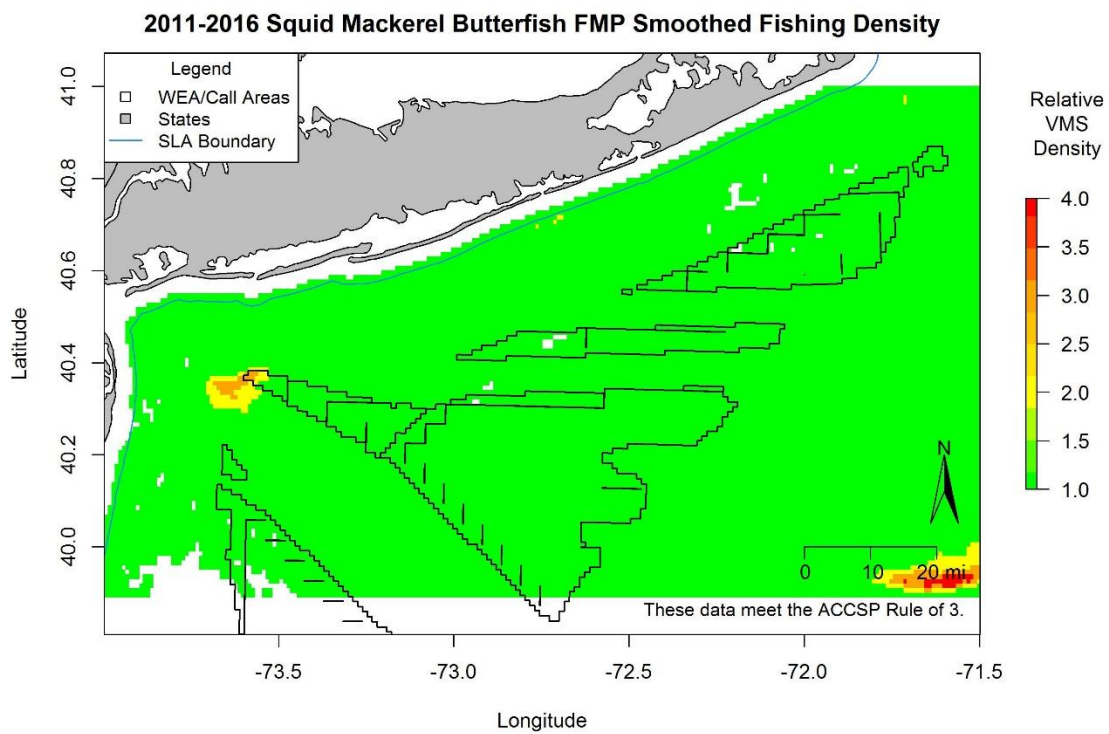 2011-2016 Squid Mackerel Butterfish FMP Smoothed Fishing Density
Legend
WEA/Call Areas
States
SLA Boundary
Relative
VMS
Density
4.0
3.5
3.0
2.5
2.0
1.5
1.0
41.0
40.8
40.6
40.4
40.2
40.0
Latitude
N
0 10 20 mi
These data meet the ACCSP Rule of 3.
-73.5 -73.0 -72.5 -72.0 -71.5
Longitude